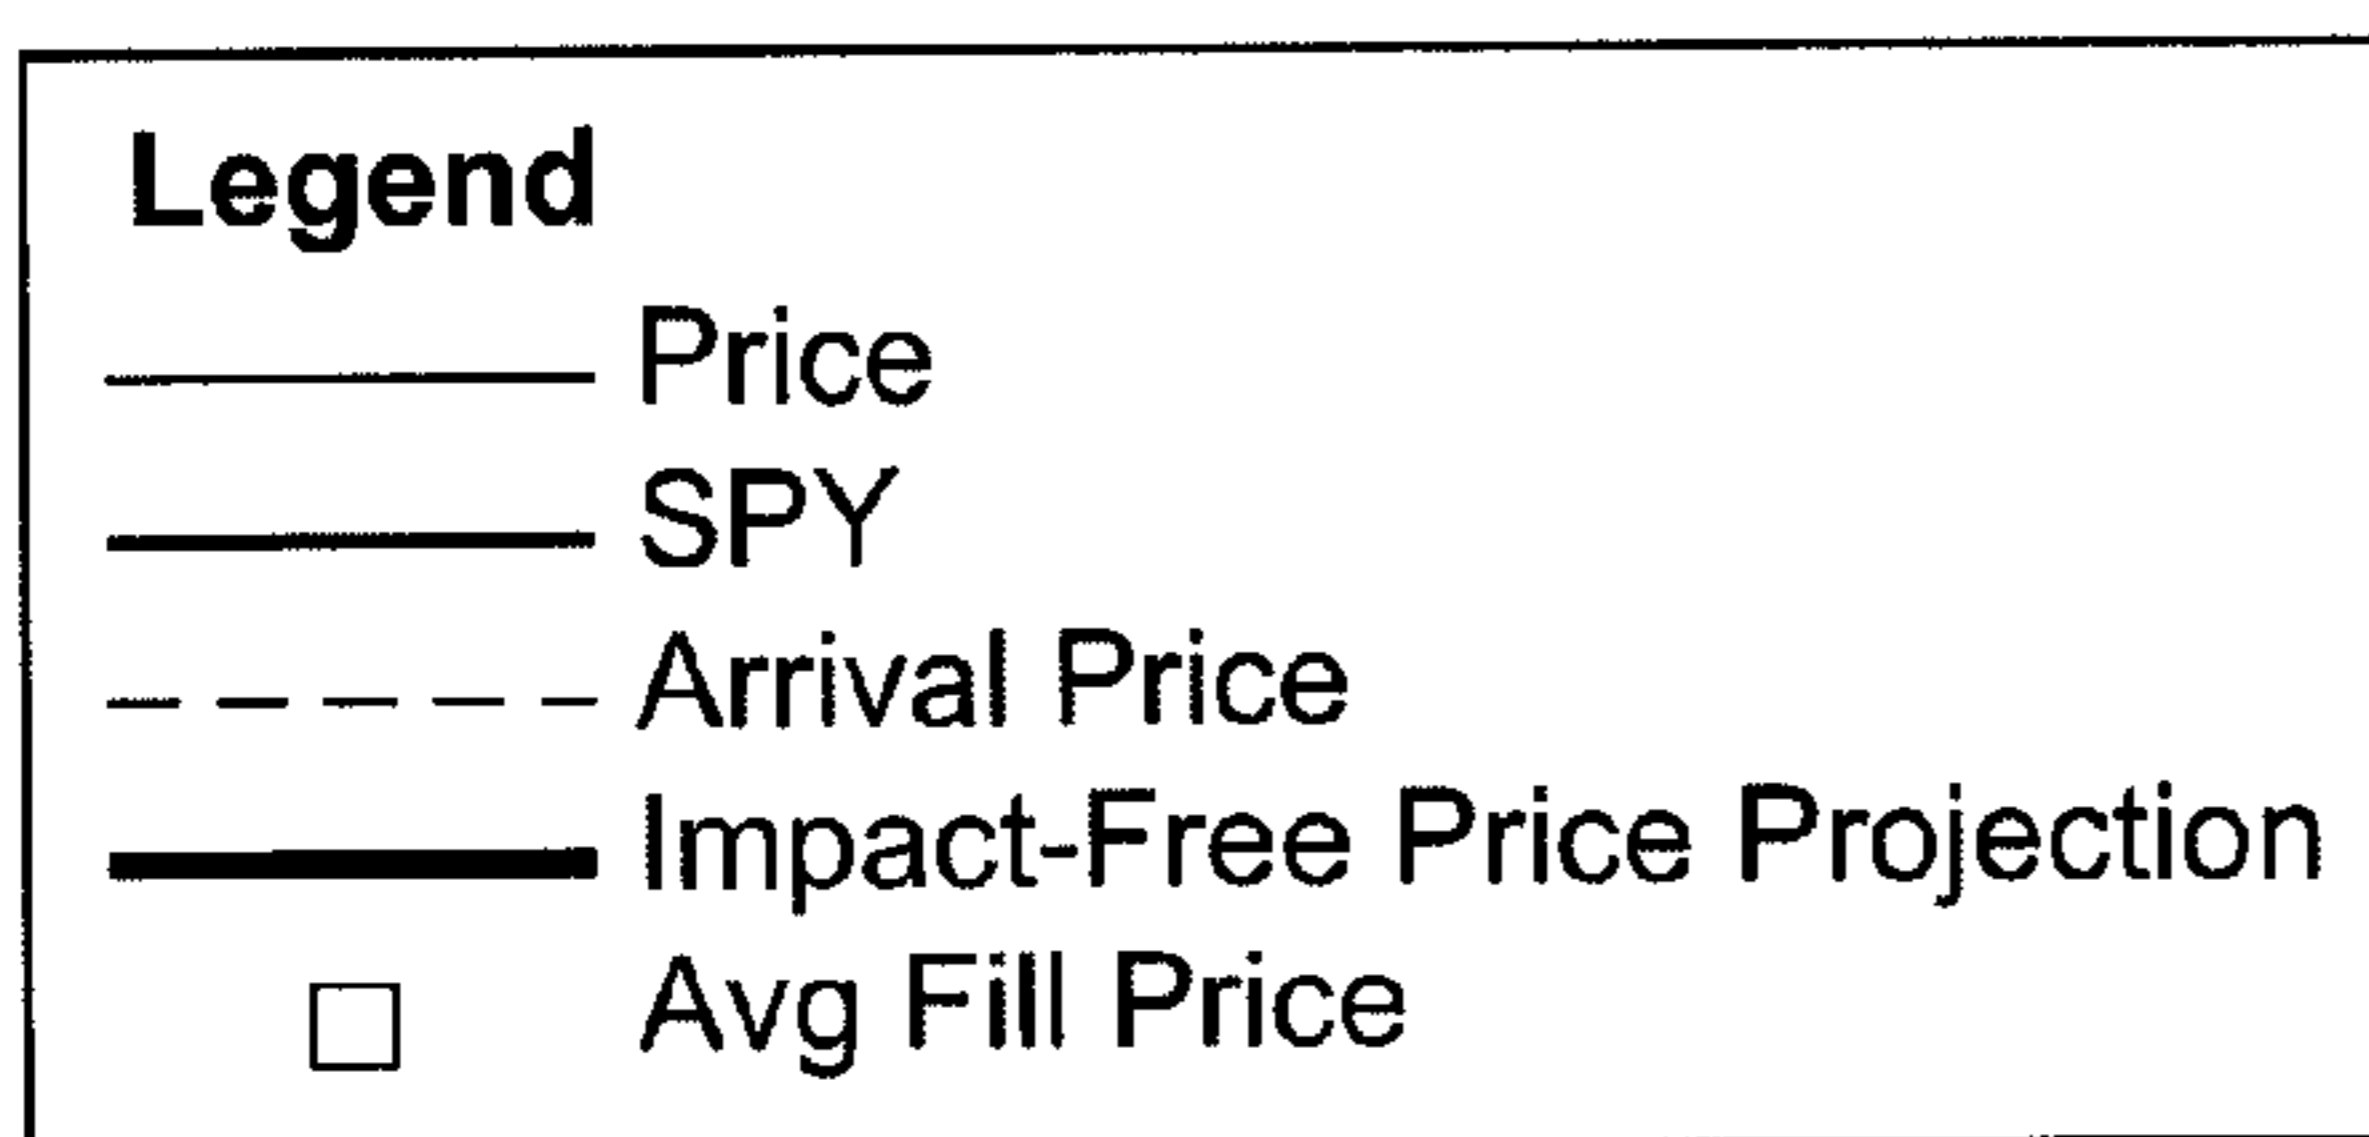 Legend
Price
SPY
Arrival Price
Impact-Free Price Projection
Avg Fill Price